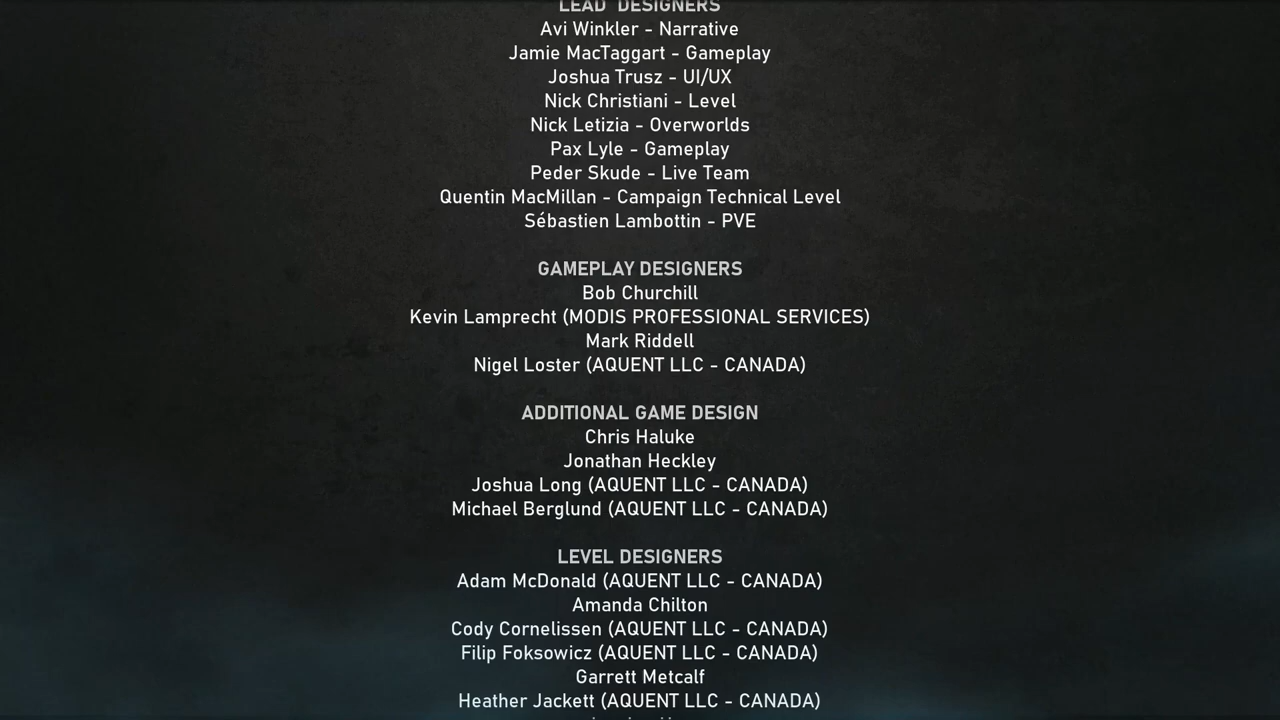 LEAD DESIGNERS
Avi Winkler - Narrative
Jamie MacTaggart - Gameplay
Joshua Trusz - UI/UX
Nick Christiani - Level
Nick Letizia - Overworlds
Pax Lyle - Gameplay
Peder Skude - Live Team
Quentin MacMillan - Campaign Technical Level
Sébastien Lambottin - PVE
GAMEPLAY DESIGNERS
Bob Churchill
Kevin Lamprecht (MODIS PROFESSIONAL SERVICES)
Mark Riddell
Nigel Loster (AQUENT LLC - CANADA)
ADDITIONAL GAME DESIGN
Chris Haluke
Jonathan Heckley
Joshua Long (AQUENT LLC - CANADA)
Michael Berglund (AQUENT LLC - CANADA)
LEVEL DESIGNERS
Adam McDonald (AQUENT LLC - CANADA)
Amanda Chilton
Cody Cornelissen (AQUENT LLC - CANADA)
Filip Foksowicz (AQUENT LLC - CANADA)
Garrett Metcalf
Heather Jackett (AQUENT LLC - CANADA)